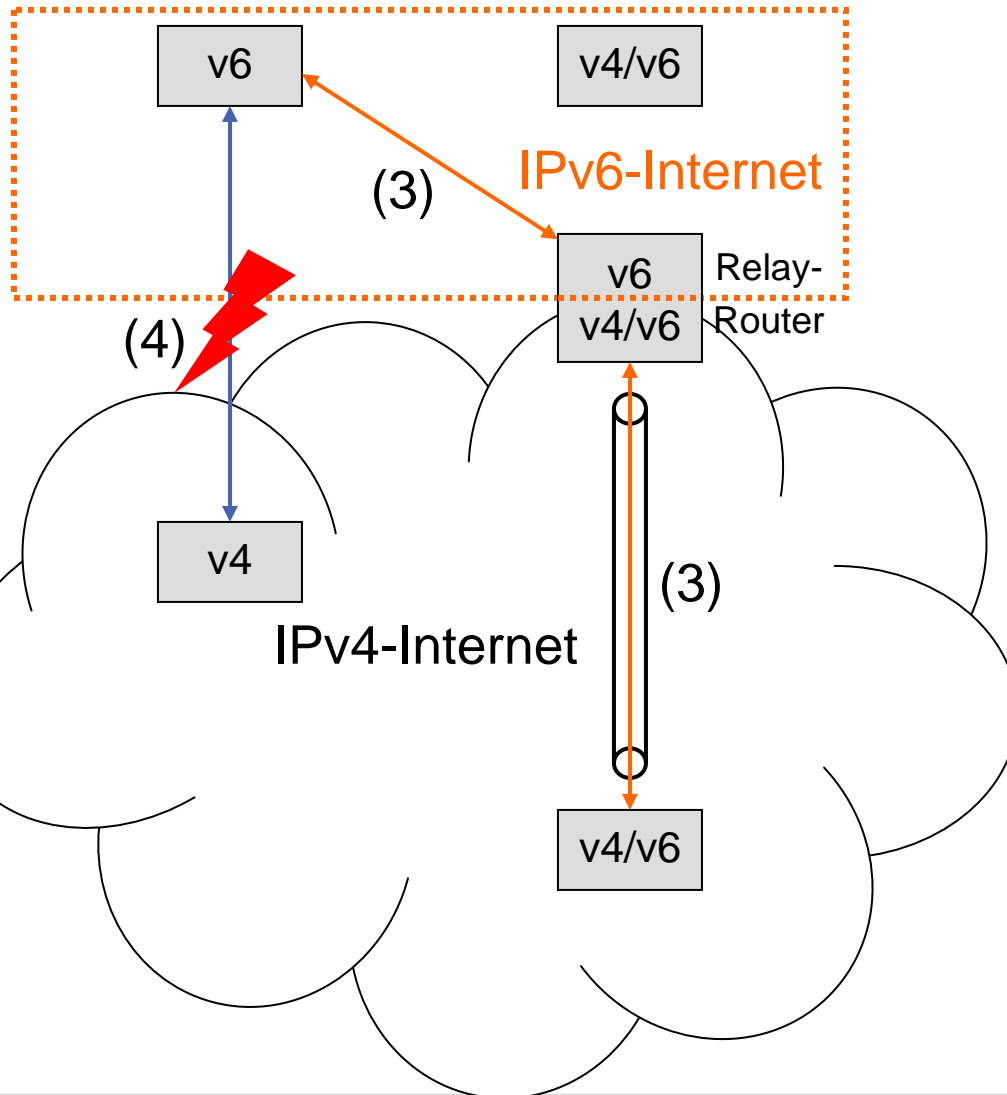 v6
v4/v6
IPv6-Internet
(3)
v6
Relay-
v4/v6
Router
(4)
v4
(3)
IPv4-Internet
v4/v6